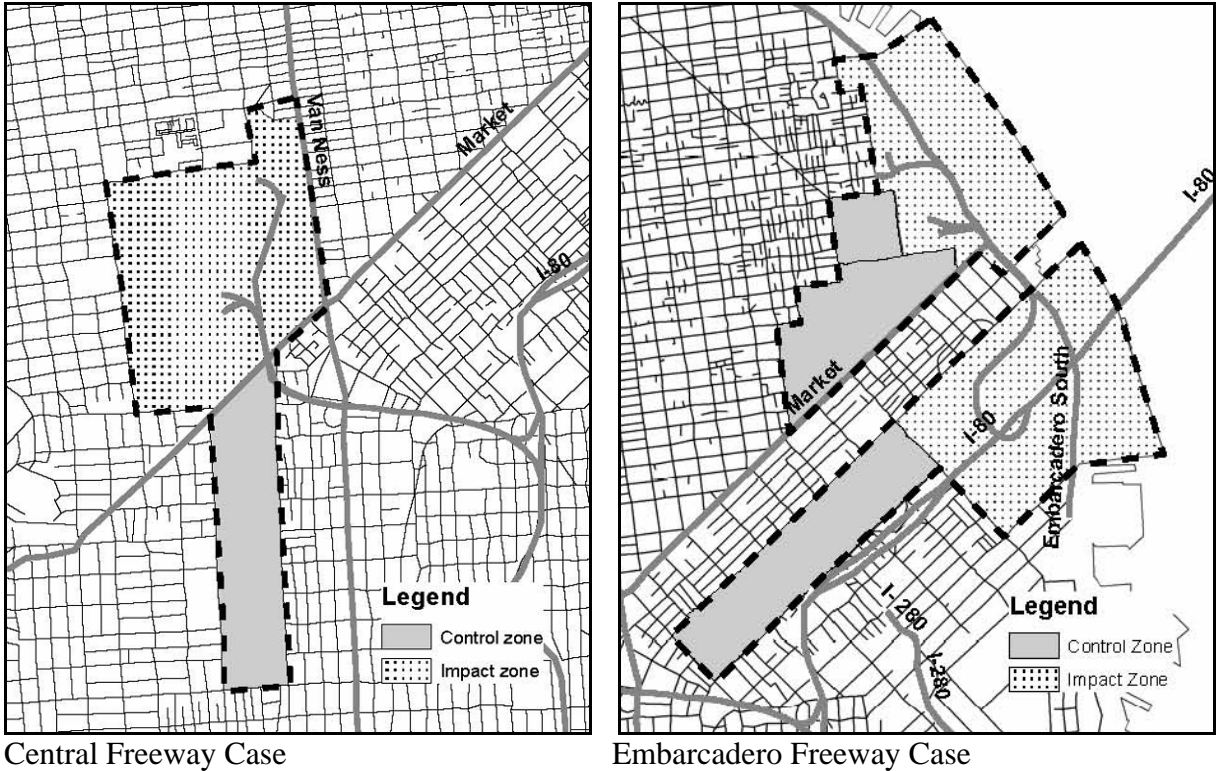 Van Ness
Market
I-80
Legend
Control zone
Impact zone
Central Freeway Case
I-80
Market
I-80
Embarcadero South
I-280
I-280
Legend
Control Zone
Impact Zone
Embarcadero Freeway Case